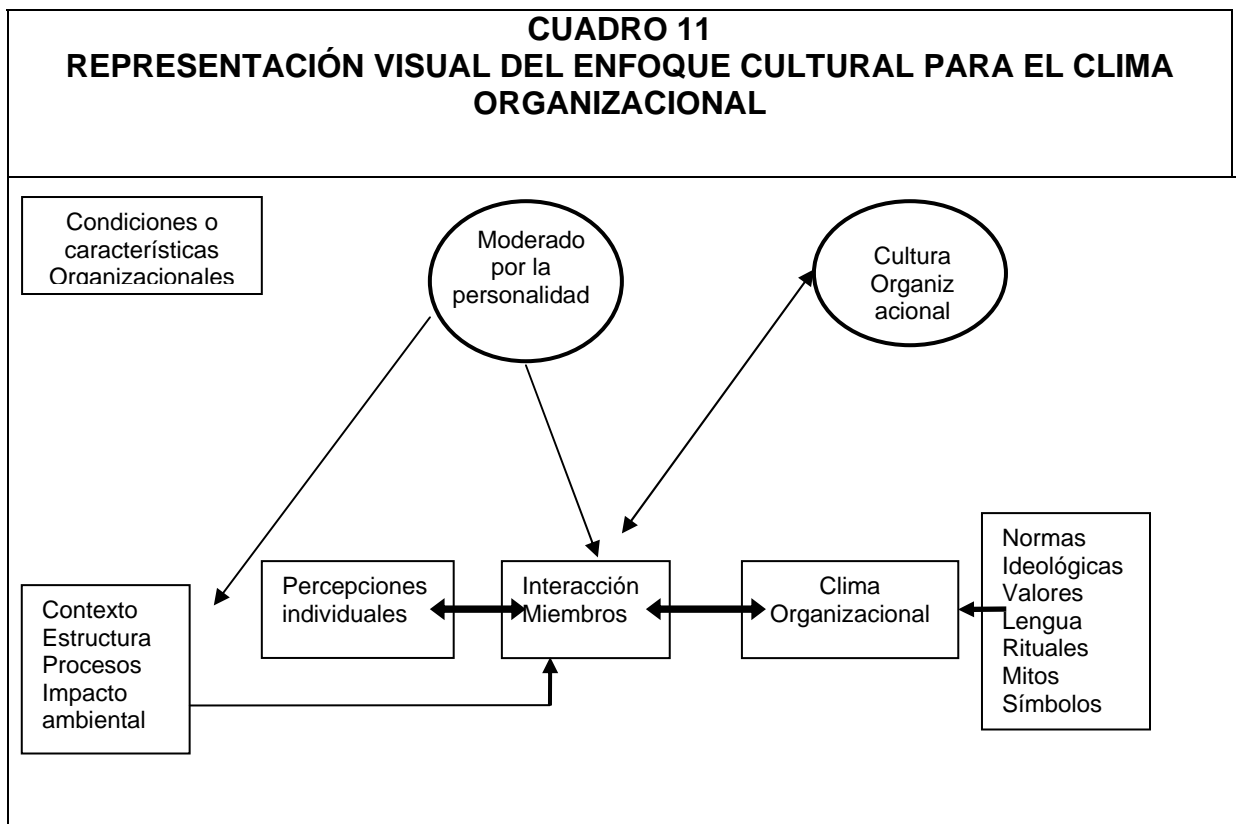 CUADRO 11
REPRESENTACIÓN VISUAL DEL ENFOQUE CULTURAL PARA EL CLIMA
ORGANIZACIONAL
Condiciones o
características
Organizacionales
Moderado
por la
personalidad
Cultura
Organiz
acional
Contexto
Estructura
Procesos
Impacto
ambiental
Percepciones
individuales
Interacción
Miembros
Clima
Organizacional
Normas
Ideológicas
Valores
Lengua
Rituales
Mitos
Símbolos